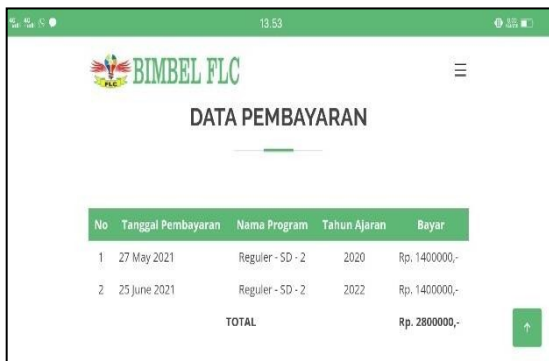 13.53
FLC
BIMBEL FLC
DATA PEMBAYARAN
No Tanggal Pembayaran Nama Program Tahun Ajaran Bayar
1 27 May 2021 Reguler - SD - 2 2020 Rp. 1400000,-
2 25 June 2021 Reguler - SD - 2 2022 Rp. 1400000,-
TOTAL Rp. 2800000,-